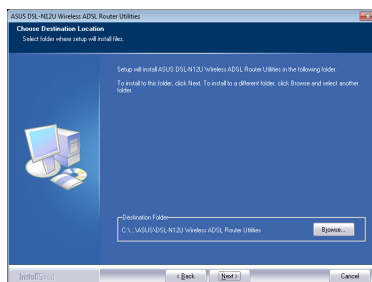 ASUS DSL-N12U Wireless ADSL Router Utilities
Choose Destination Location
Select folder where setup will install files.
Setup will install ASUS DSL-N12U Wireless ADSL Router Utilities in the following folder.
To install to this folder, click Next. To install to a different folder, click Browse and select another
folder.
Destination Folder
C:\...\ASUS\DSL-N12U Wireless ADSL Router Utilities
Browse...
InstallShield
< Back
Next >
Cancel